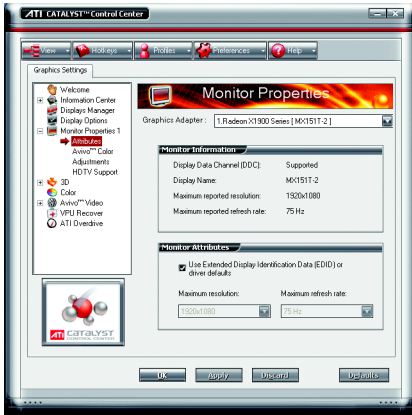 ATI CATALYST™ Control Center
View Hotkeys Profiles Preferences Help
Graphics Settings
Welcome
Information Center
Displays Manager
Display Options
Monitor Properties 1
Attributes
Avivo™ Color
Adjustments
HDTV Support
3D
Color
Avivo™ Video
VPU Recover
ATI Overdrive
ATI CATALYST
CONTROL CENTER
Monitor Properties
Graphics Adapter : 1.Radeon X1900 Series [ MX151T-2 ]
Monitor Information
Display Data Channel (DDC): Supported
Display Name: MX151T-2
Maximum reported resolution: 1920x1080
Maximum reported refresh rate: 75 Hz
Monitor Attributes
Use Extended Display Identification Data (EDID) or
driver defaults
Maximum resolution: Maximum refresh rate:
1920x1080 75 Hz
OK Apply Discard Defaults